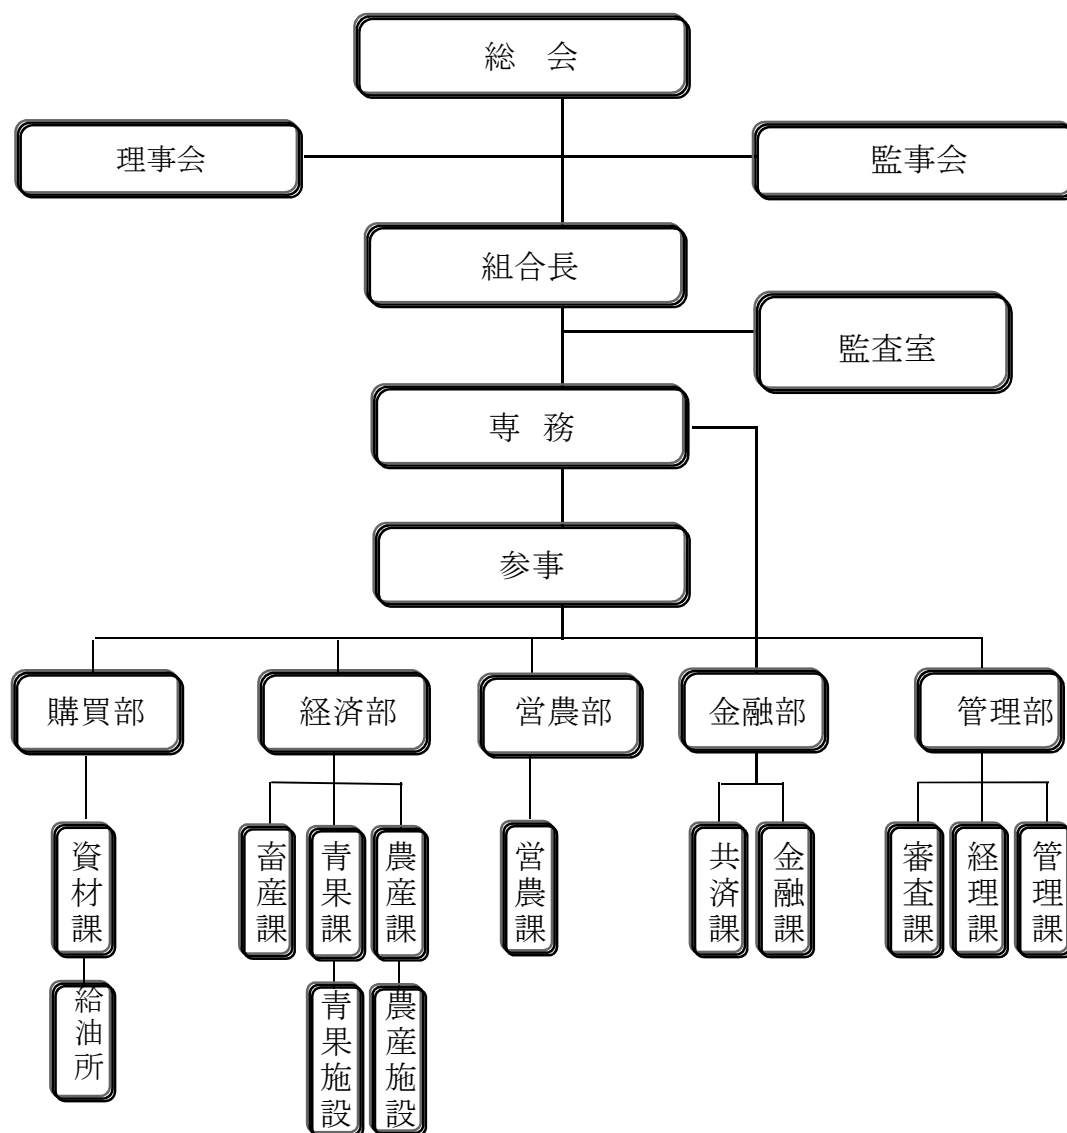 総　会
理事会
監事会
組合長
監査室
専　務
参事
購買部
経済部
営農部
金融部
管理部
資材課
畜産課
青果課
農産課
営農課
共済課
金融課
審査課
経理課
管理課
給油所
青果施設
農産施設